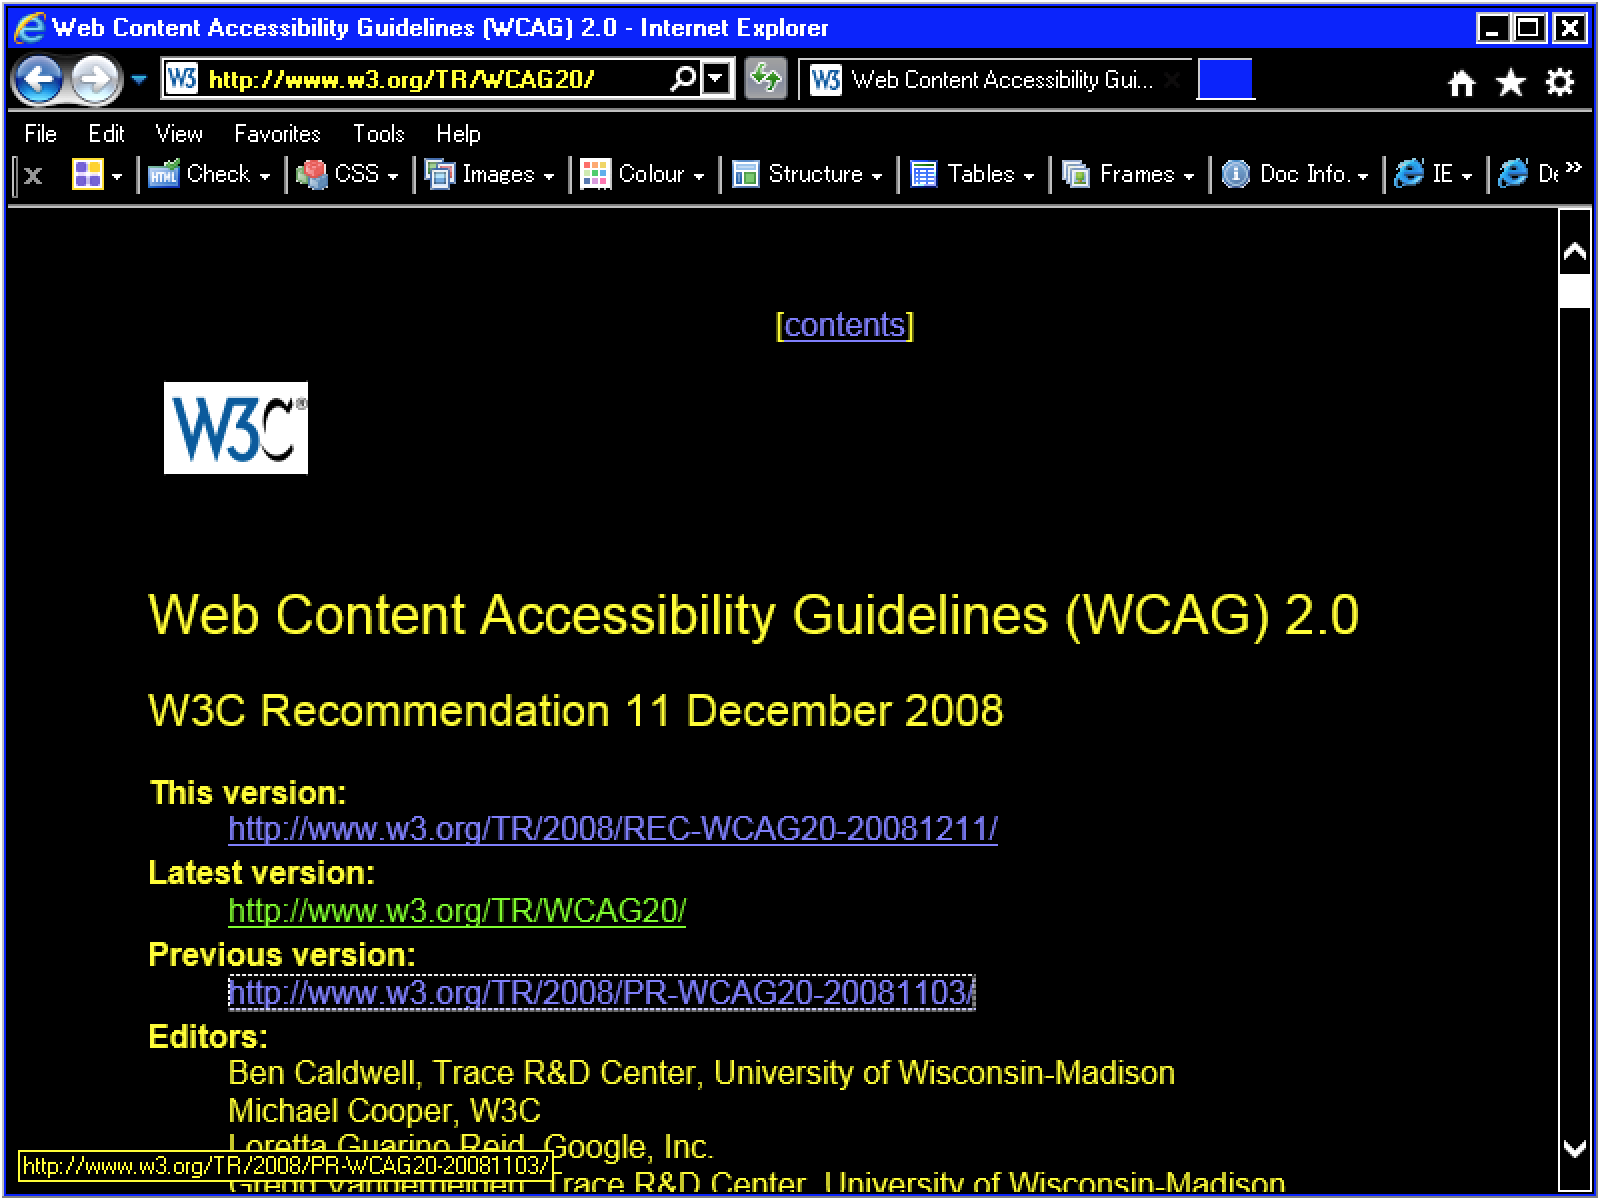 Web Content Accessibility Guidelines (WCAG) 2.0 - Internet Explorer
W3 http://www.w3.org/TR/WCAG20/ W3 Web Content Accessibility Gui...
File Edit View Favorites Tools Help
x HTML Check CSS Images Colour Structure Tables Frames Doc Info. IE
[contents]
W3C®
Web Content Accessibility Guidelines (WCAG) 2.0
W3C Recommendation 11 December 2008
This version:
http://www.w3.org/TR/2008/REC-WCAG20-20081211/
Latest version:
http://www.w3.org/TR/WCAG20/
Previous version:
http://www.w3.org/TR/2008/PR-WCAG20-20081103/
Editors:
Ben Caldwell, Trace R&D Center, University of Wisconsin-Madison
Michael Cooper, W3C
Loretta Guarino Reid, Google, Inc.
Gregg Vanderheiden, Trace R&D Center, University of Wisconsin-Madison
http://www.w3.org/TR/2008/PR-WCAG20-20081103/